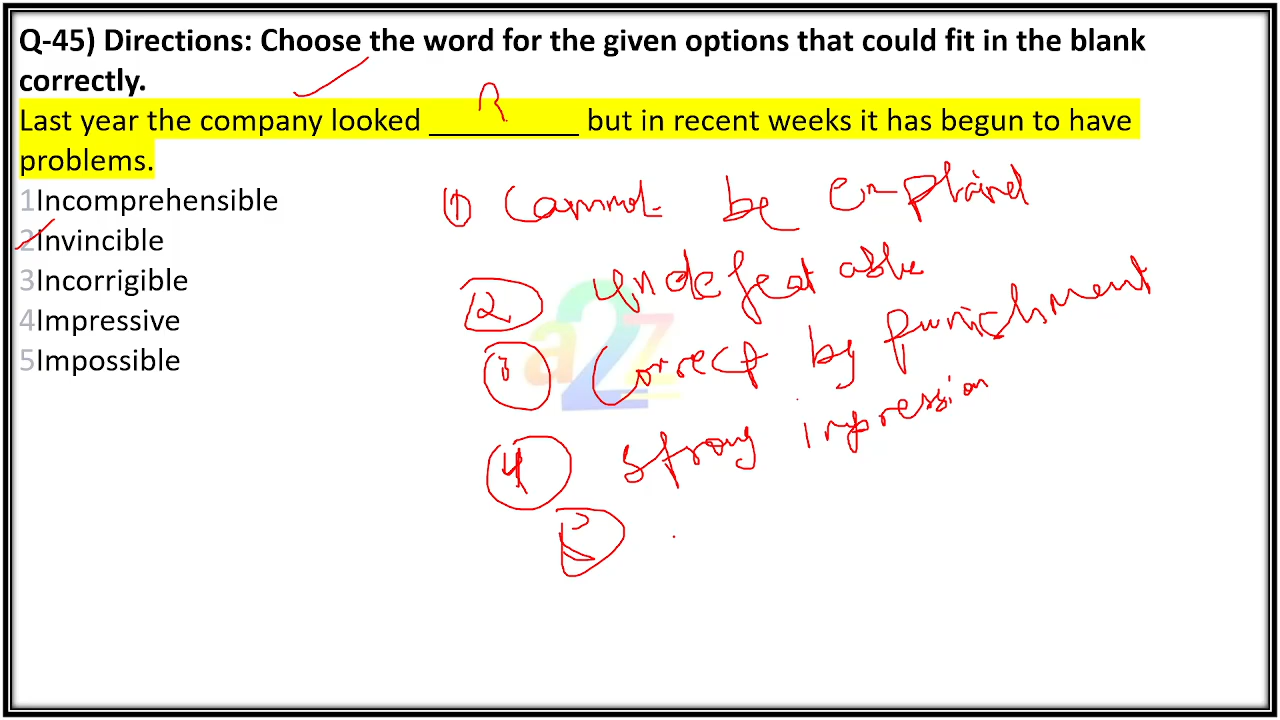 Q-45) Directions: Choose the word for the given options that could fit in the blank
correctly.
R
Last year the company looked _________ but in recent weeks it has begun to have
problems.
1Incomprehensible
2Invincible
3Incorrigible
4Impressive
5Impossible
① Cannot be explained
② undefeatable
③ Correct by punishment
④ strong impression
a2z